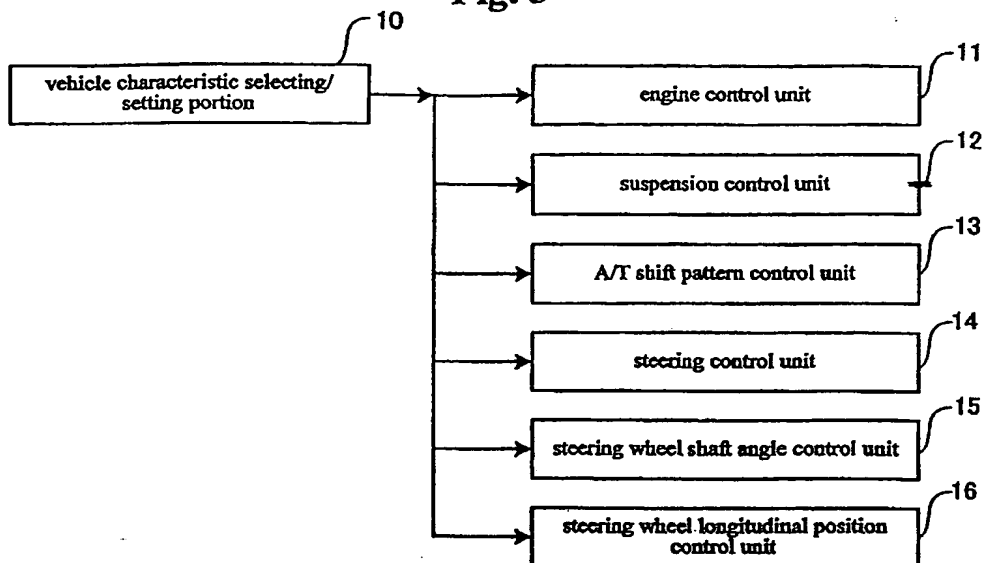 10
vehicle characteristic selecting/
setting portion
11
engine control unit
12
suspension control unit
13
A/T shift pattern control unit
14
steering control unit
15
steering wheel shaft angle control unit
16
steering wheel longitudinal position
control unit